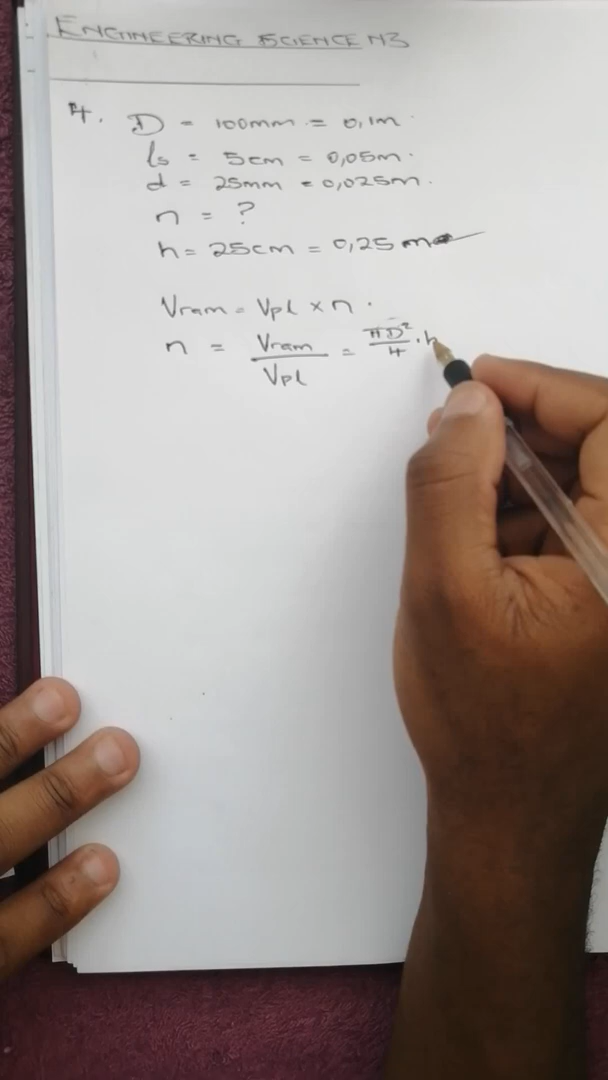 ENGINEERING SCIENCE N3
4. D = 100mm = 0,1m.
ls = 5cm = 0,05m.
d = 25mm = 0,025m.
n = ?
h = 25cm = 0,25 m
Vram = Vpl × n.
n = Vram / Vpl = πD² / 4 . h